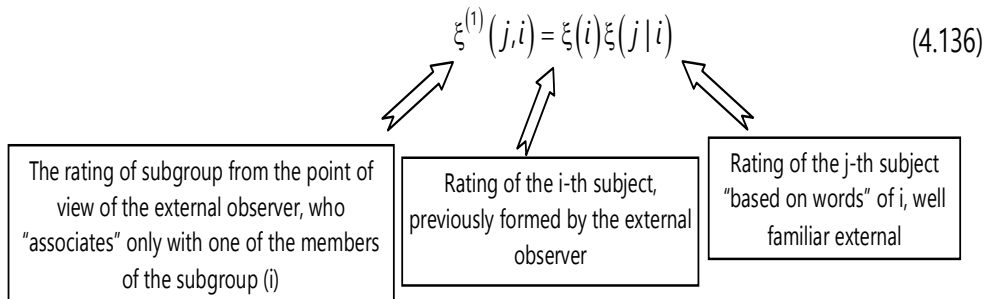 ξ⁽¹⁾(j,i) = ξ(i)ξ(j|i) (4.136)
The rating of subgroup from the point of
view of the external observer, who
“associates” only with one of the members
of the subgroup (i)
Rating of the i-th subject,
previously formed by the external
observer
Rating of the j-th subject
“based on words” of i, well
familiar external